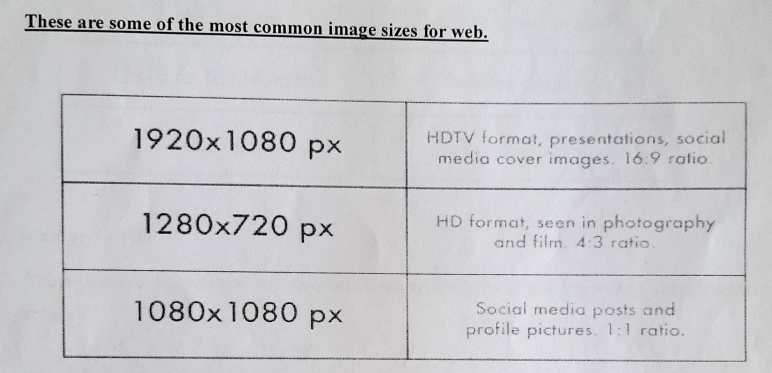 These are some of the most common image sizes for web.
1920x1080 px
HDTV format, presentations, social
media cover images. 16:9 ratio.
1280x720 px
HD format, seen in photography
and film. 4:3 ratio.
1080x1080 px
Social media posts and
profile pictures. 1:1 ratio.